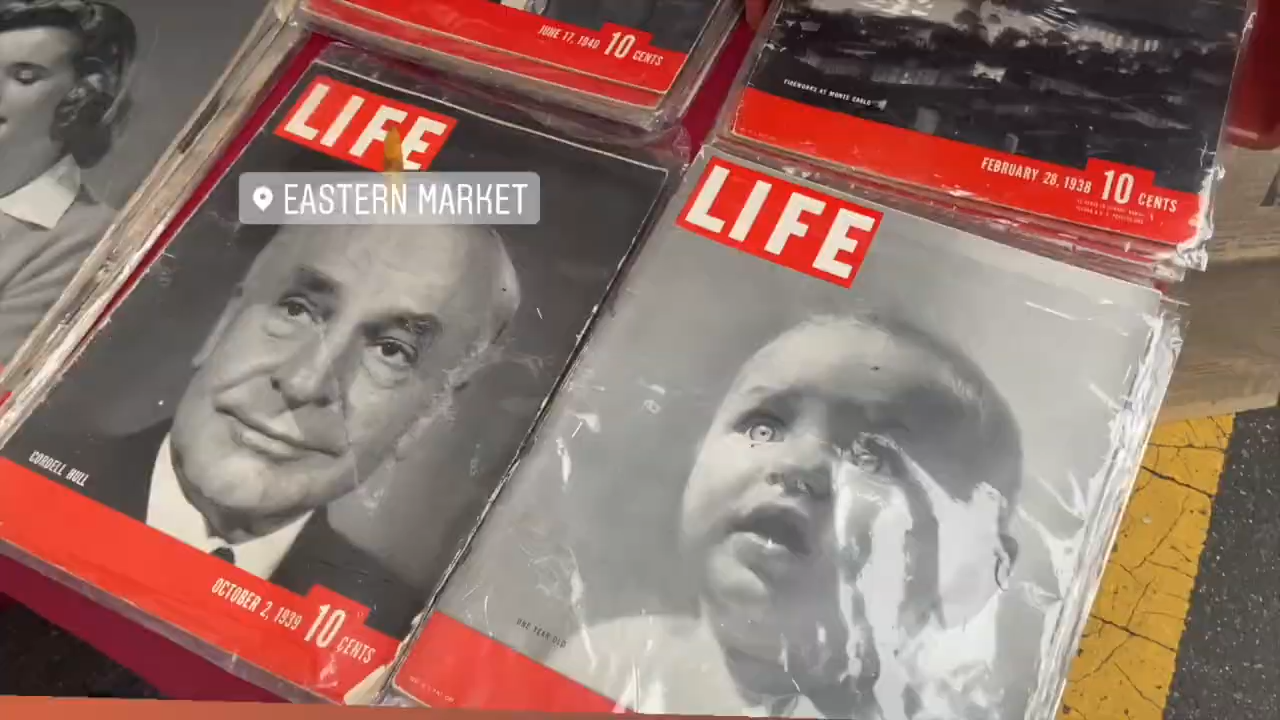 JUNE 17, 1940 10 CENTS
FIREWORKS AT MONTE CARLO
FEBRUARY 28, 1938 10 CENTS
LIFE
EASTERN MARKET
CORDELL HULL
OCTOBER 2, 1939 10 CENTS
LIFE
ONE YEAR OLD